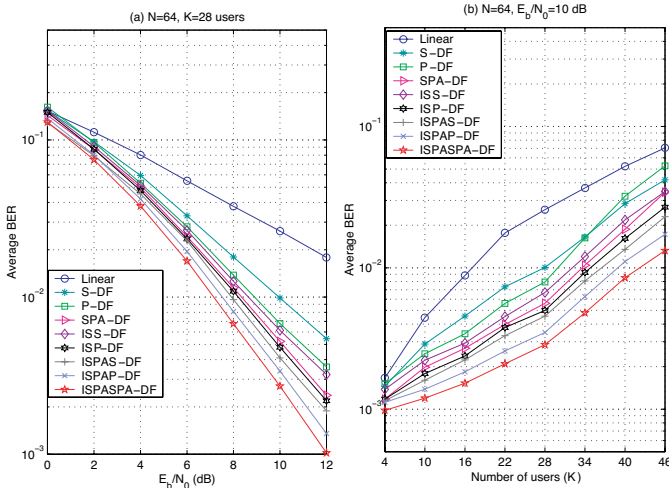 (a) N=64, K=28 users
Average BER
10^-1
10^-2
10^-3
0 2 4 6 8 10 12
E_b/N_0 (dB)
Linear
S-DF
P-DF
SPA-DF
ISS-DF
ISP-DF
ISPAS-DF
ISPAP-DF
ISPASPA-DF
(b) N=64, E_b/N_0=10 dB
Average BER
10^-1
10^-2
10^-3
4 10 16 22 28 34 40 46
Number of users (K)
Linear
S-DF
P-DF
SPA-DF
ISS-DF
ISP-DF
ISPAS-DF
ISPAP-DF
ISPASPA-DF